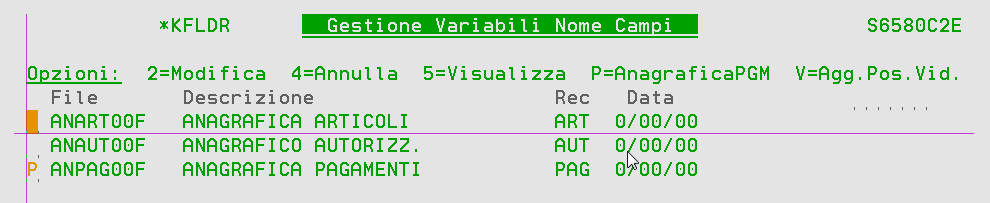 *KFLDR Gestione Variabili Nome Campi S6580C2E
Opzioni: 2=Modifica 4=Annulla 5=Visualizza P=AnagraficaPGM V=Agg.Pos.Vid.
File Descrizione Rec Data
ANART00F ANAGRAFICA ARTICOLI ART 0/00/00
ANAUT00F ANAGRAFICO AUTORIZZ. AUT 0/00/00
P ANPAG00F ANAGRAFICA PAGAMENTI PAG 0/00/00